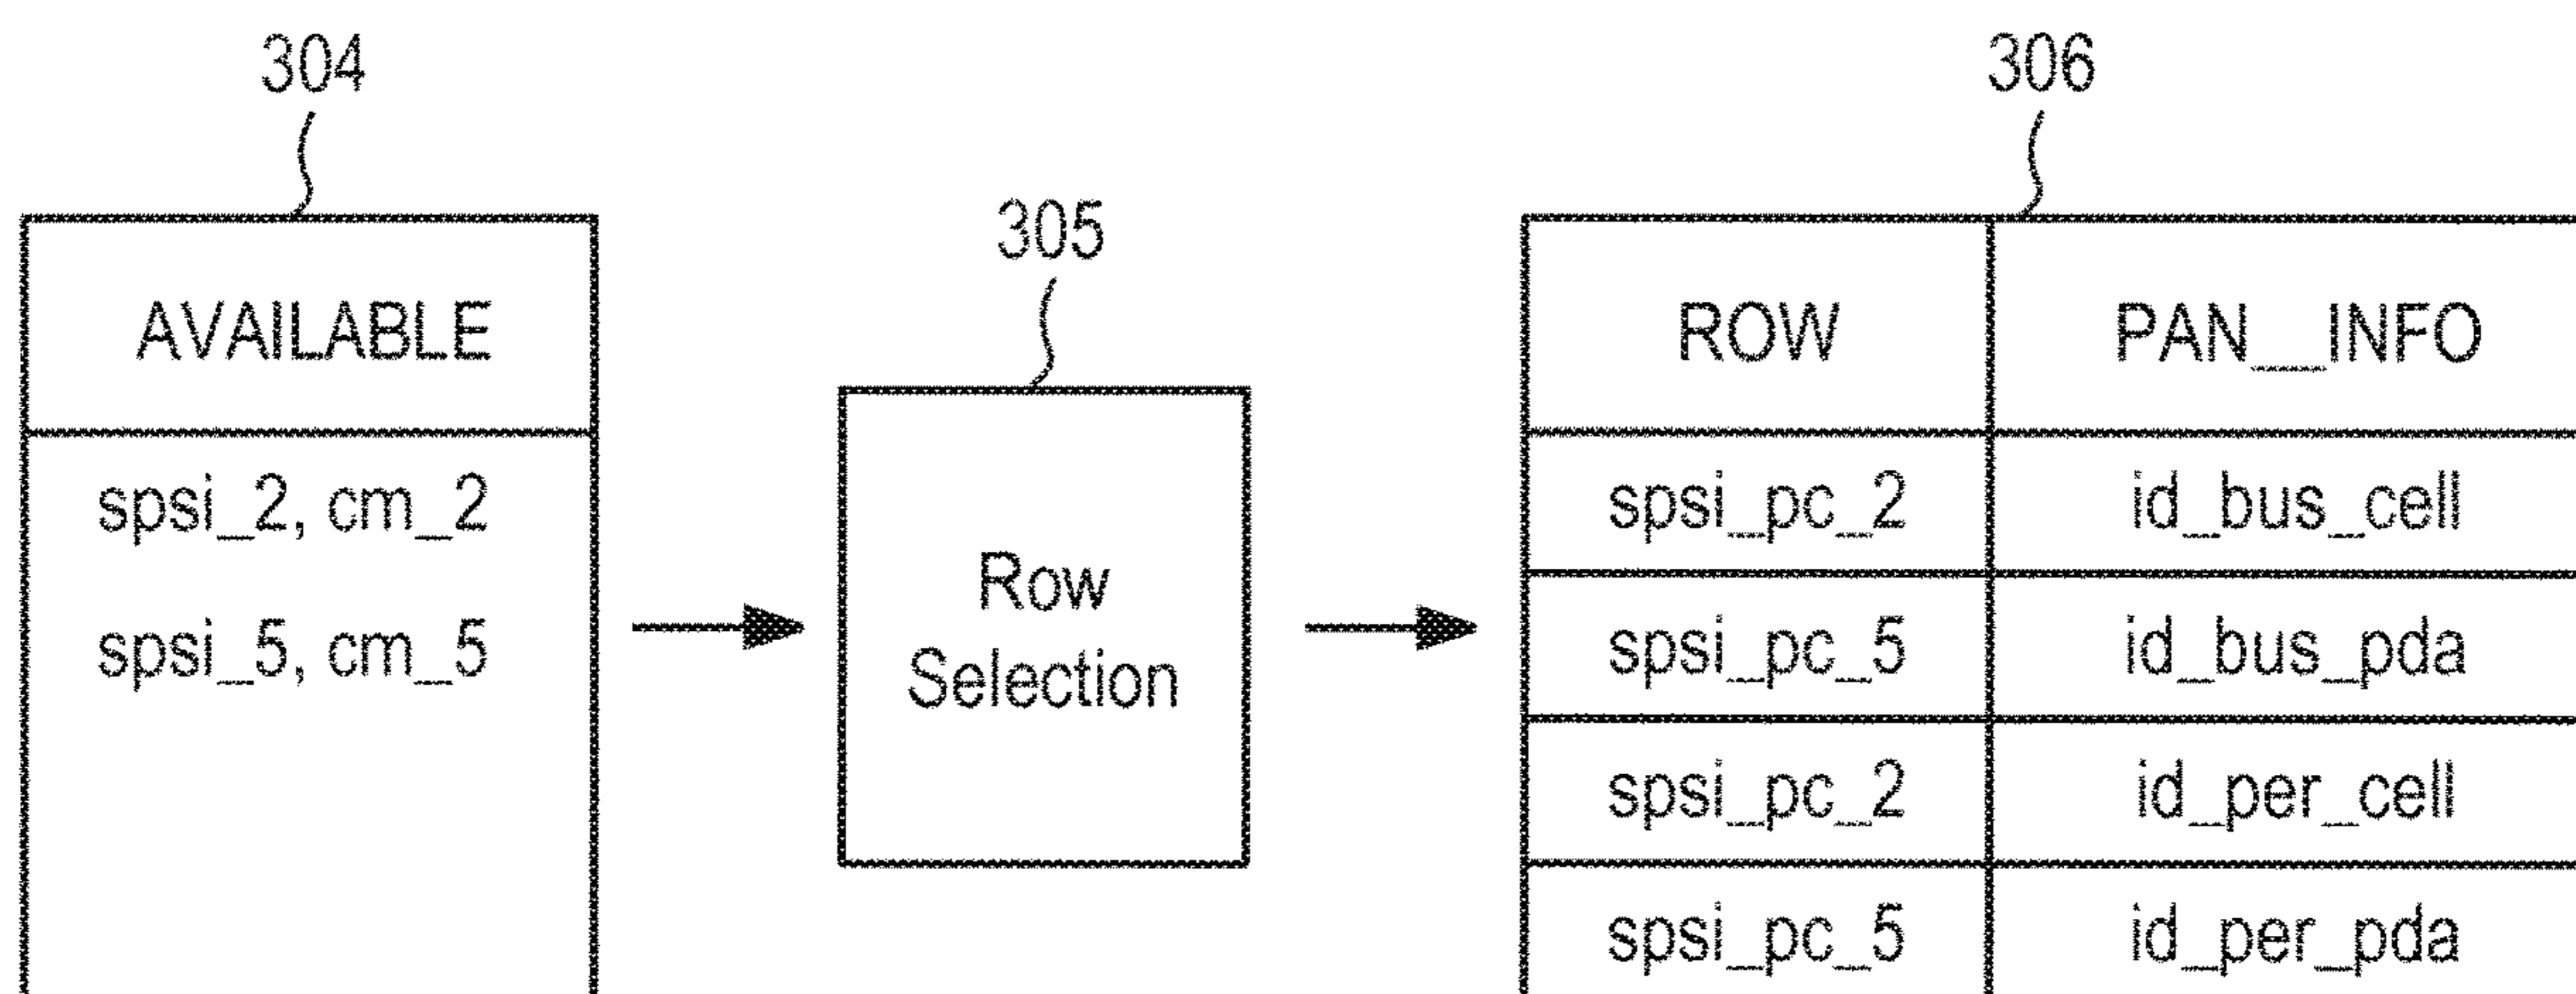 304
305
306
AVAILABLE
spsi_2, cm_2
spsi_5, cm_5
Row
Selection
ROW PAN__INFO
spsi_pc_2 id_bus_cell
spsi_pc_5 id_bus_pda
spsi_pc_2 id_per_cell
spsi_pc_5 id_per_pda